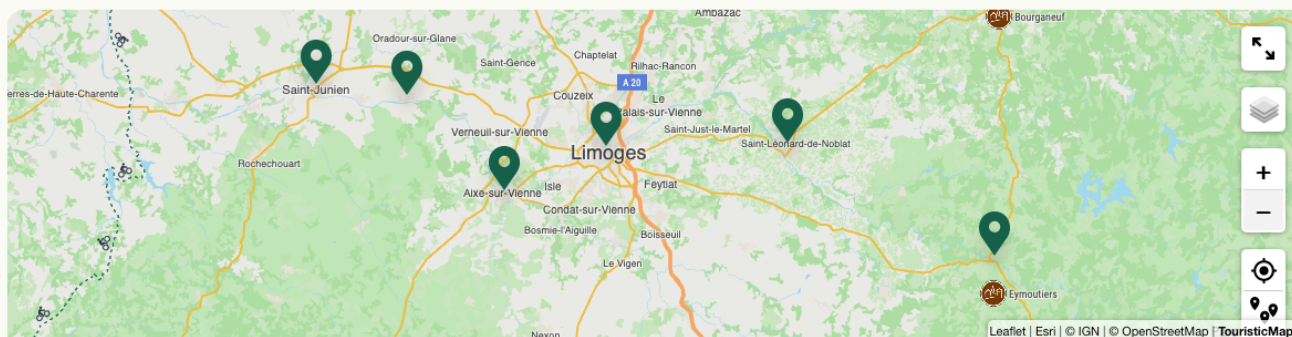 Ambazac
Bourganeuf
Oradour-sur-Glane
Saint-Gence
Chaptelat
Rilhac-Rancon
A 20
Saint-Junien
erres-de-Haute-Charente
Couzeix
Le
Palais-sur-Vienne
Verneuil-sur-Vienne
Saint-Just-le-Martel
Saint-Léonard-de-Noblat
Limoges
Rochechouart
Aixe-sur-Vienne
Isle
Feytiat
Condat-sur-Vienne
Bosmie-l'Aiguille
Boisseuil
Le Vigen
Eymoutiers
Nexon
+
−
Leaflet | Esri | © IGN | © OpenStreetMap | TouristicMap